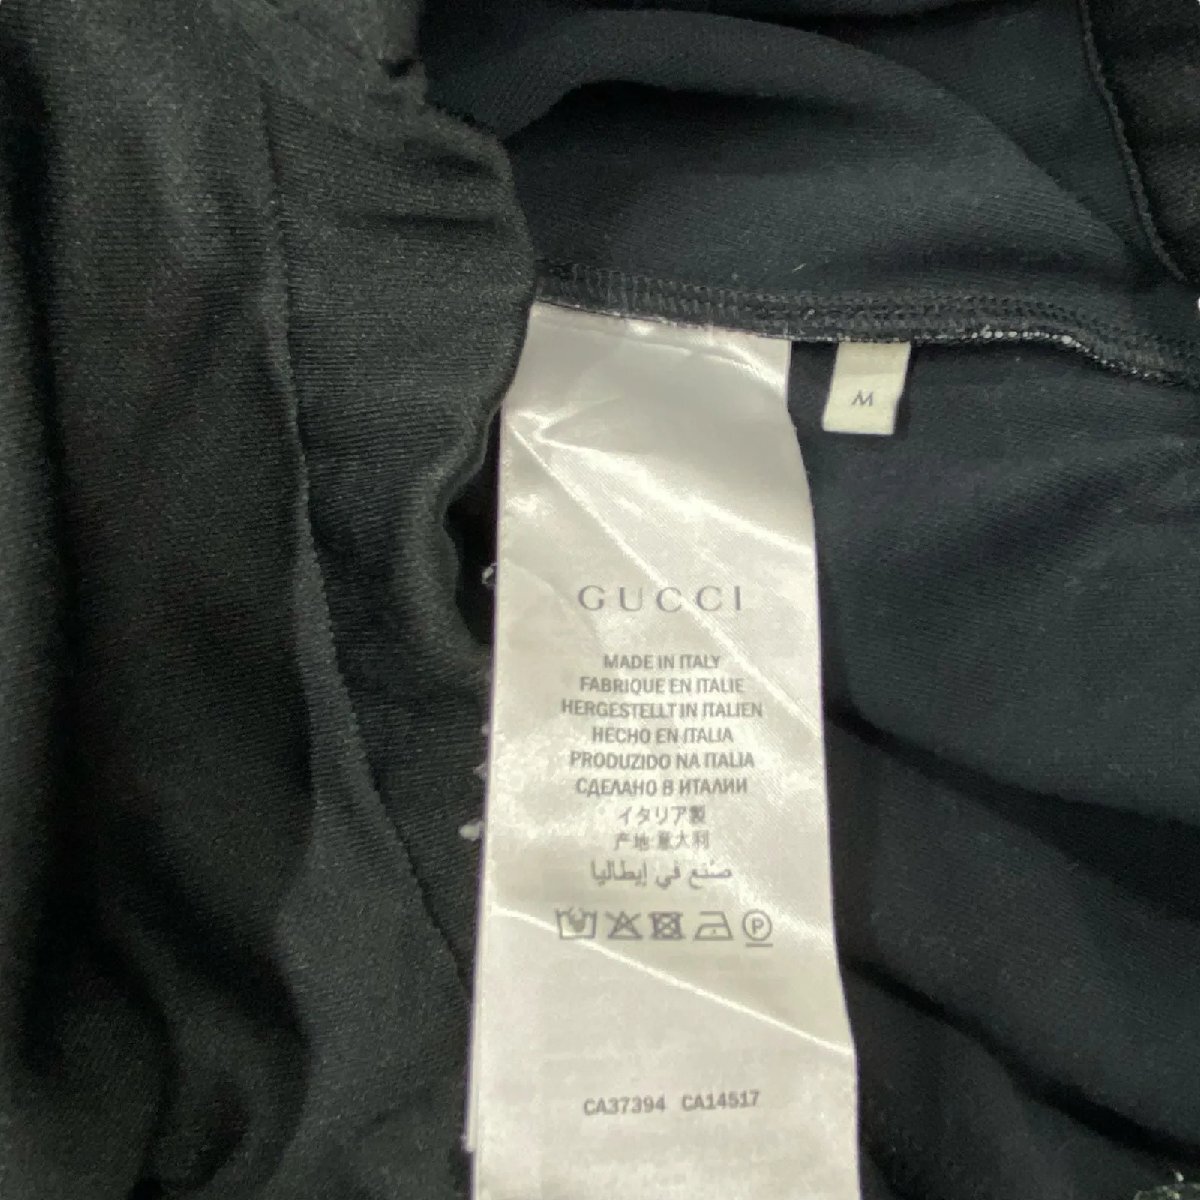 M
GUCCI
MADE IN ITALY
FABRIQUE EN ITALIE
HERGESTELLT IN ITALIEN
HECHO EN ITALIA
PRODUZIDO NA ITALIA
СДЕЛАНО В ИТАЛИИ
イタリア製
产地 意大利
صنع في إيطاليا
P
CA37394 CA14517